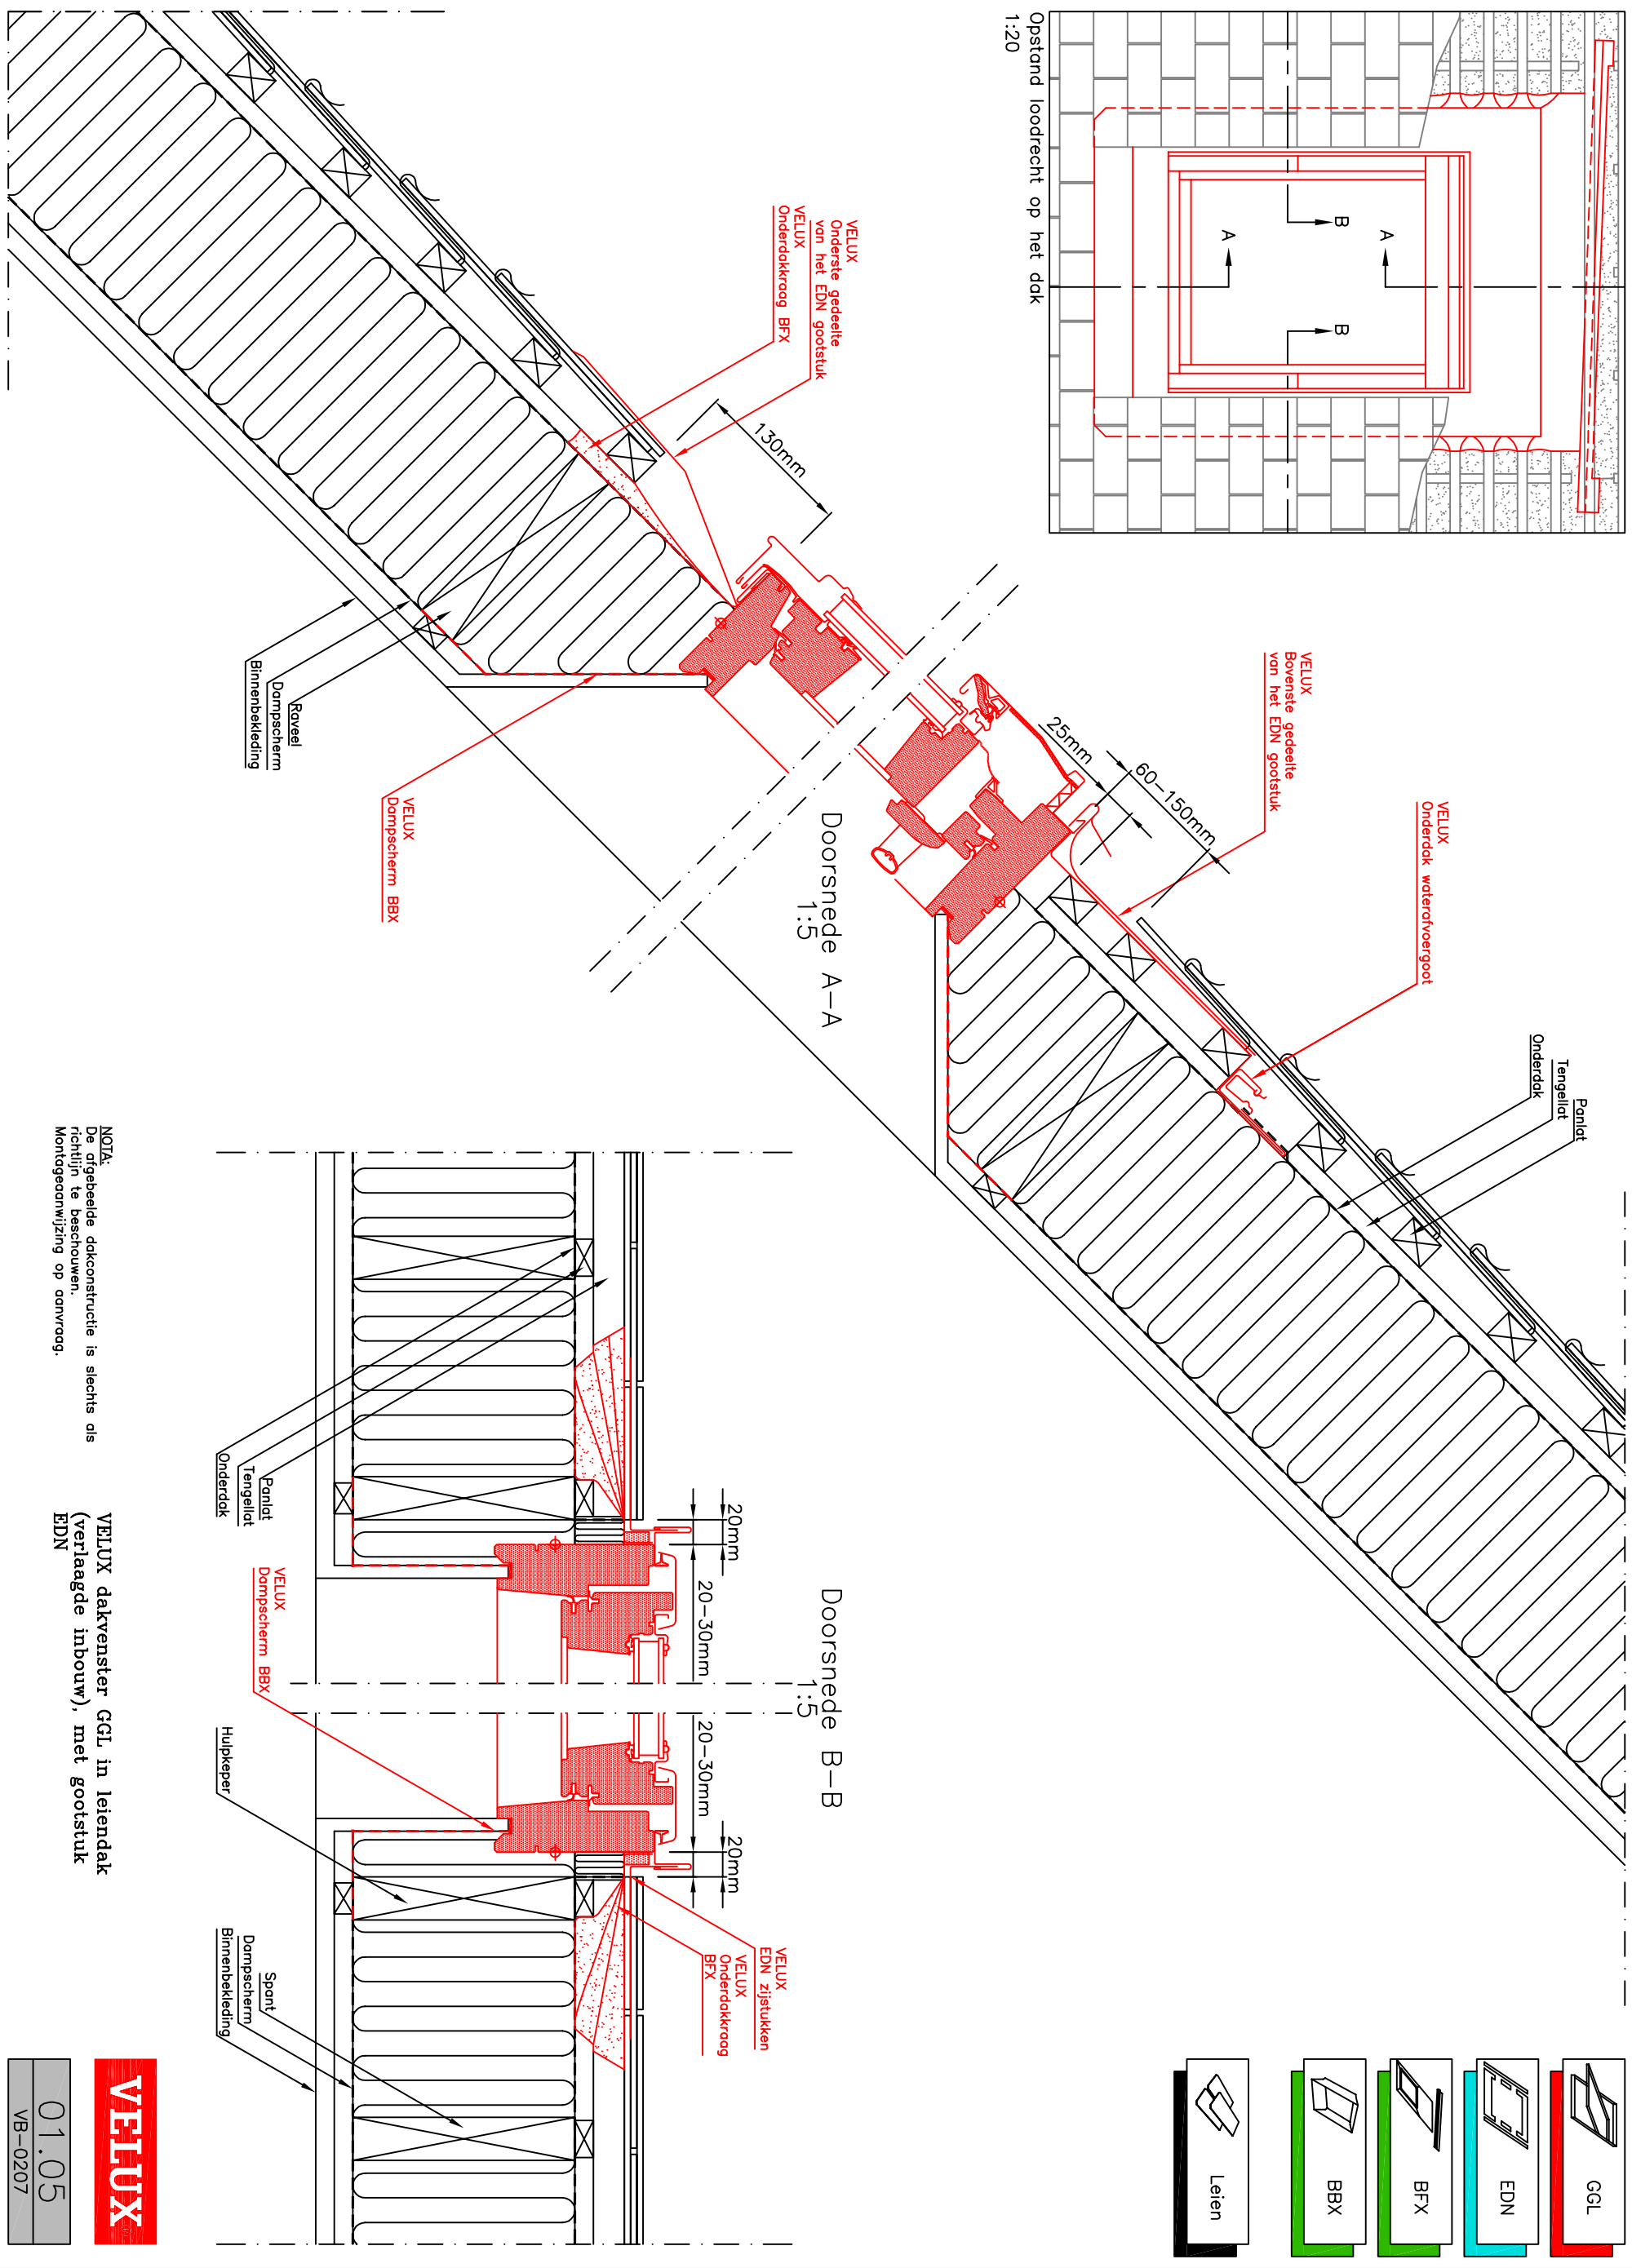 Opstand loodrecht op het dak
1:20
A
A
B
B
VELUX
Onderste gedeelte
van het EDN gootstuk
VELUX
Onderdakkraag BFX
130mm
VELUX
Bovenste gedeelte
van het EDN gootstuk
25mm
60-150mm
VELUX
Onderdak waterafvoergoot
Panlat
Tengellat
Onderdak
Raveel
Dampscherm
Binnenbekleding
VELUX
Dampscherm BBX
Doorsnede A-A
1:5
Doorsnede B-B
1:5
20mm
20-30mm
20-30mm
20mm
Panlat
Tengellat
Onderdak
VELUX
Dampscherm BBX
Hulpkeper
VELUX
EDN zijstukken
VELUX
Onderdakkraag
BFX
Spant
Dampscherm
Binnenbekleding
GGL
EDN
BFX
BBX
Leien
NOTA:
De afgebeelde dakconstructie is slechts als
richtlijn te beschouwen.
Montageaanwijzing op aanvraag.
VELUX dakvenster GGL in leiendak
(verlaagde inbouw), met gootstuk
EDN
VELUX
01.05
VB-0207